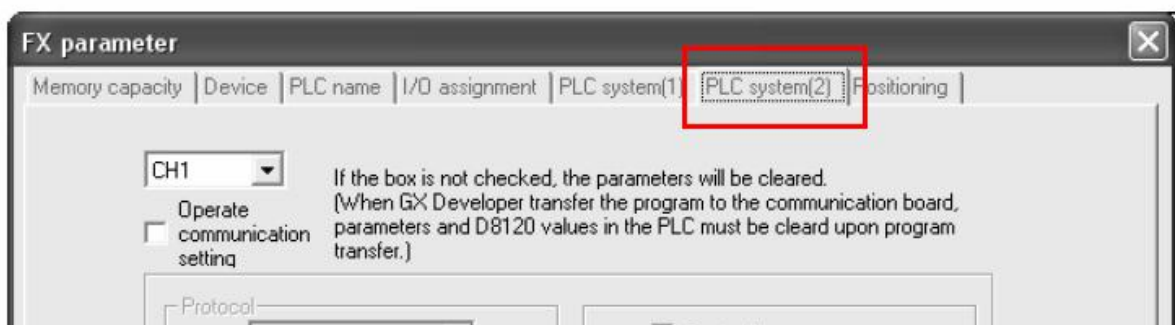 FX parameter
Memory capacity Device PLC name I/O assignment PLC system(1) PLC system(2) Positioning
CH1
If the box is not checked, the parameters will be cleared.
(When GX Developer transfer the program to the communication board,
parameters and D8120 values in the PLC must be cleard upon program
transfer.)
Operate
communication
setting
Protocol